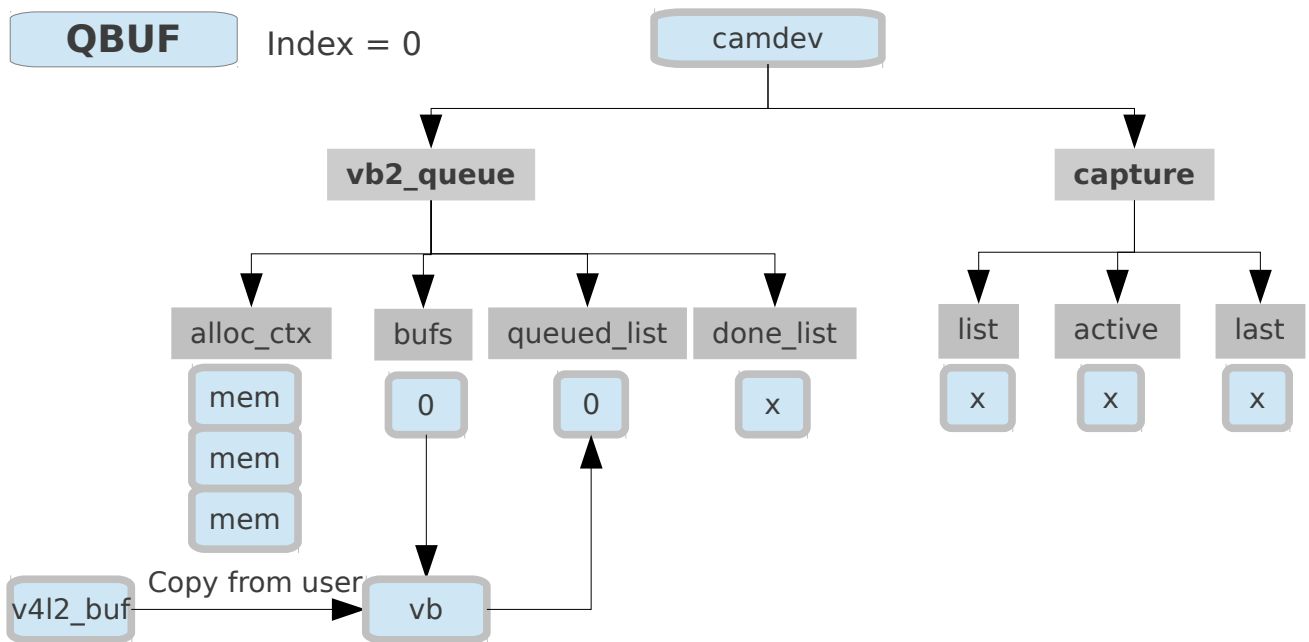 QBUF
Index = 0
camdev
vb2_queue
capture
alloc_ctx
bufs
queued_list
done_list
list
active
last
mem
0
0
x
x
x
x
mem
mem
Copy from user
v4l2_buf
vb